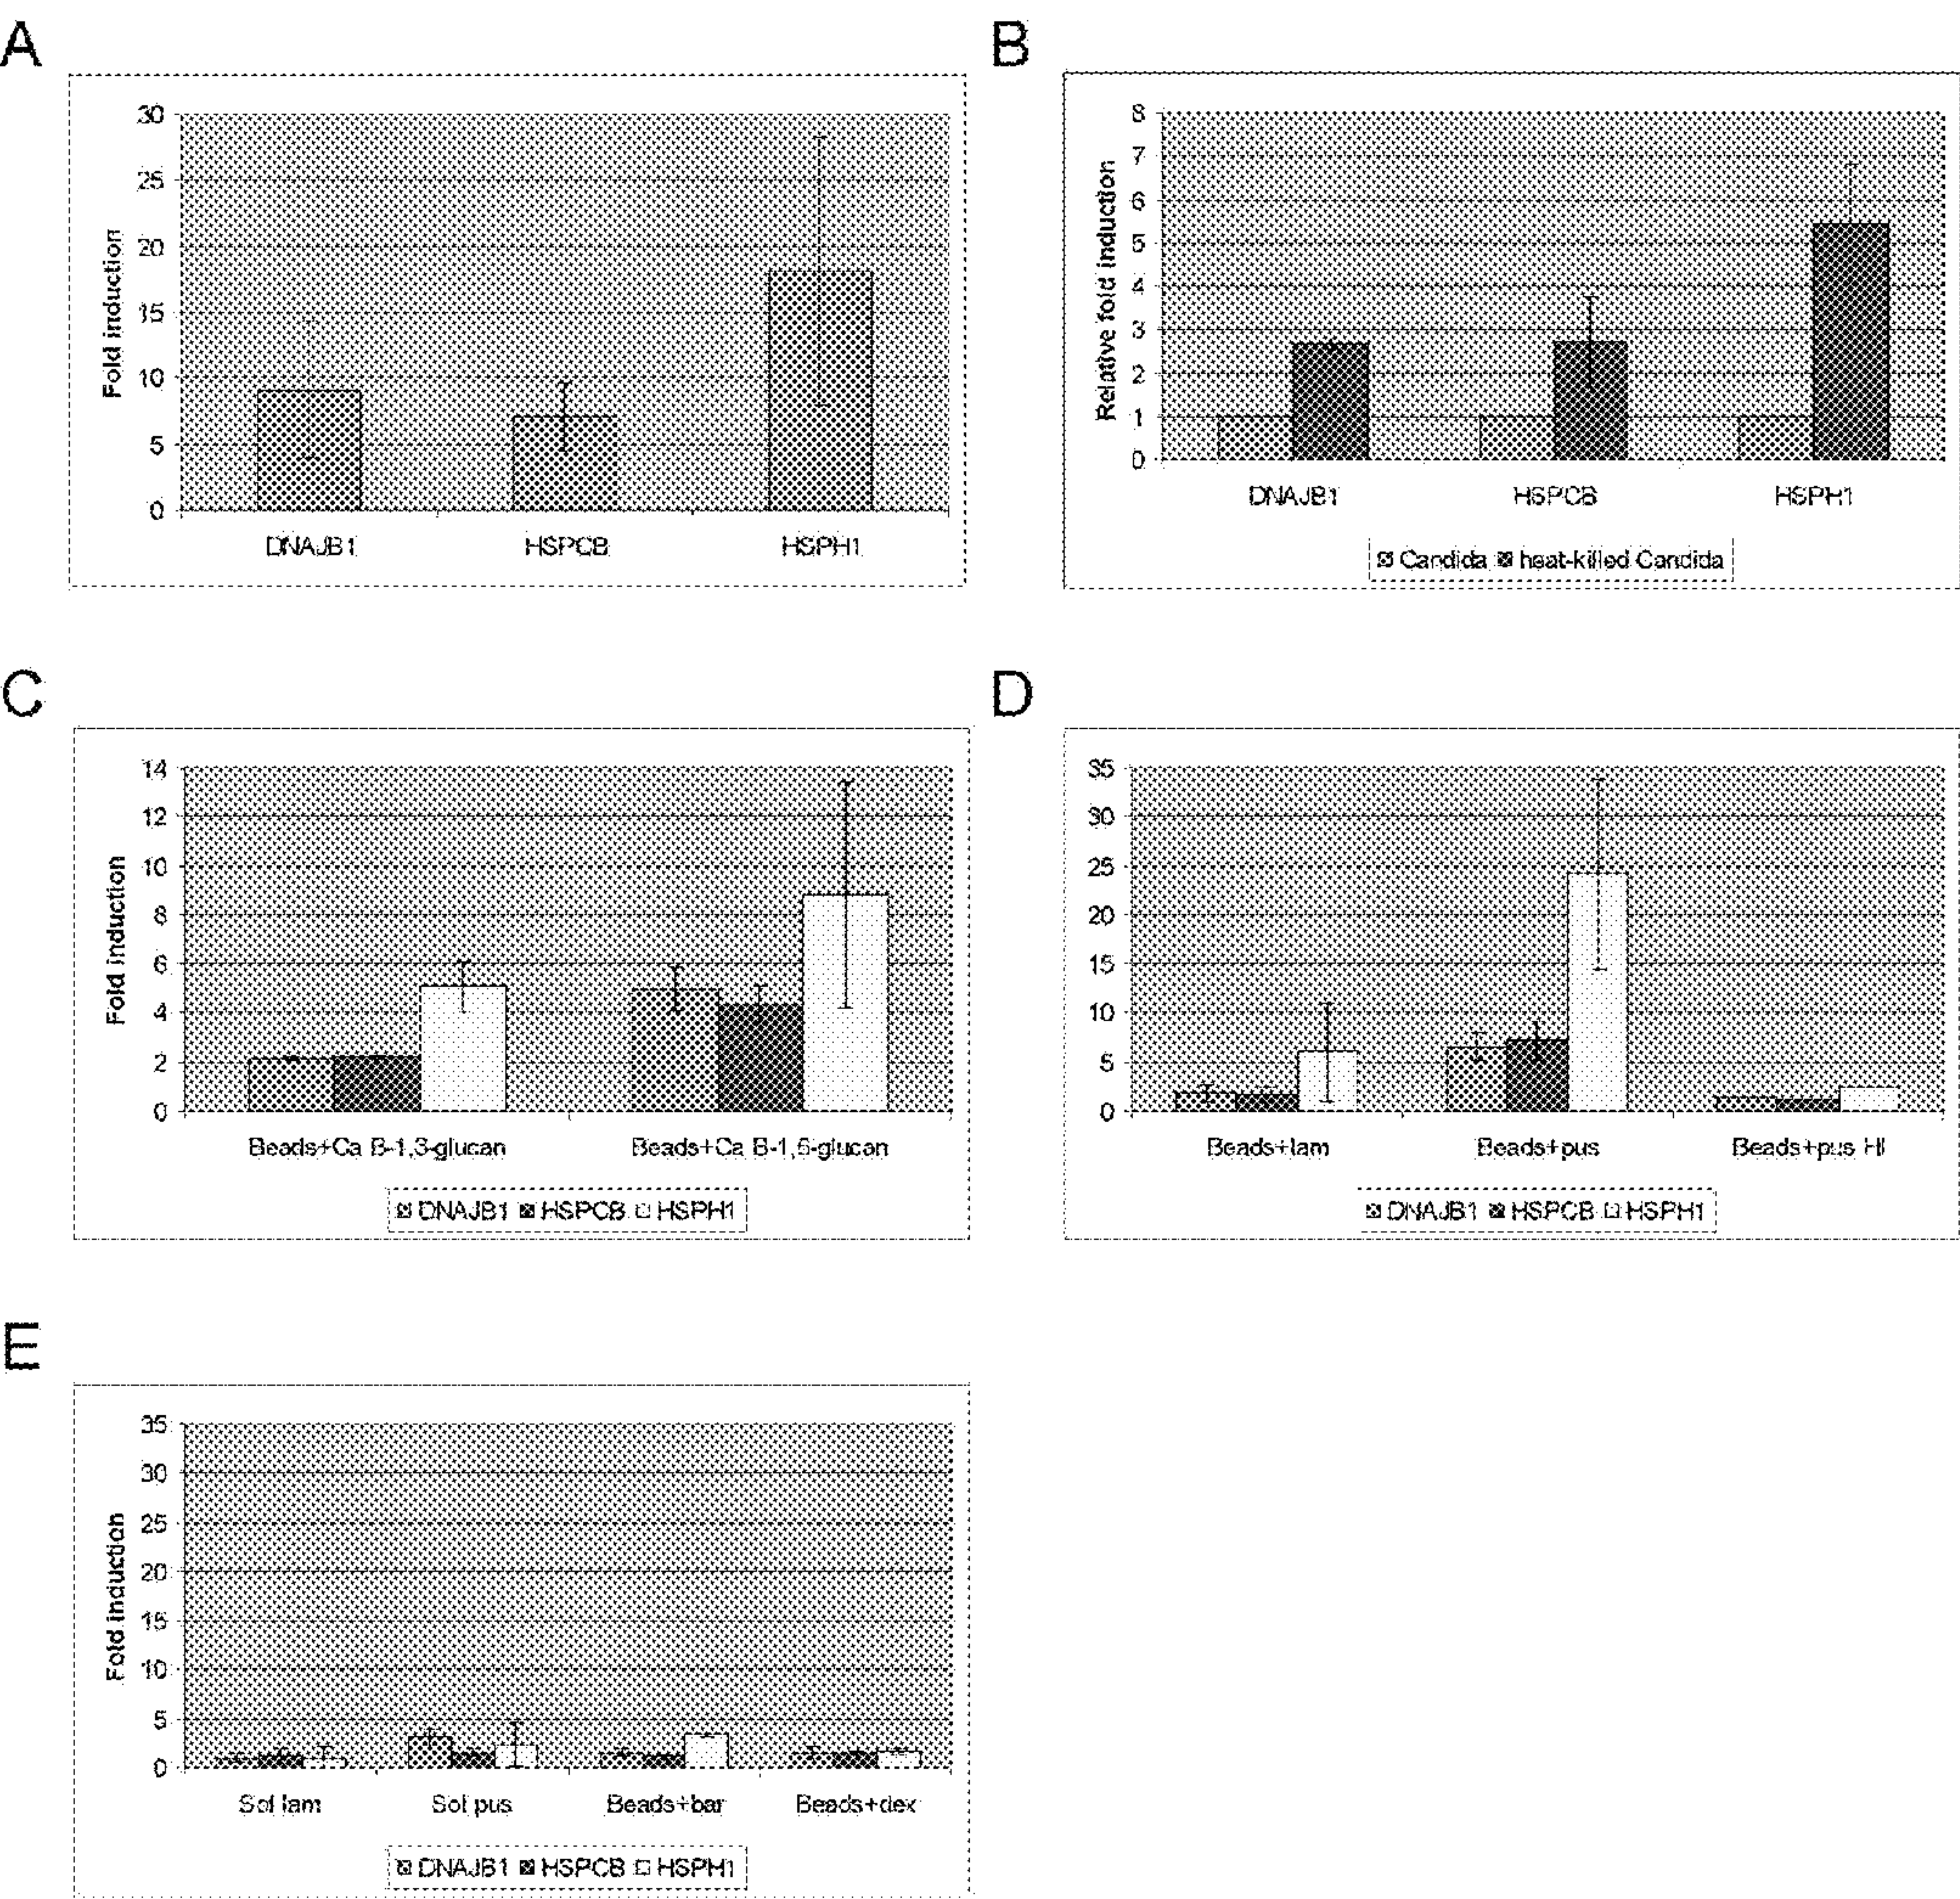 A
30
25
20
15
10
5
0
Fold induction
DNAJB1 HSPCB HSPH1
B
8
7
6
5
4
3
2
1
0
Relative fold induction
DNAJB1 HSPCB HSPH1
Candida heat-killed Candida
C
14
12
10
8
6
4
2
0
Fold induction
Beads+Ca B-1,3-glucan Beads+Ca B-1,6-glucan
DNAJB1 HSPCB HSPH1
D
35
30
25
20
15
10
5
0
Beads+lam Beads+pus Beads+pus HI
DNAJB1 HSPCB HSPH1
E
35
30
25
20
15
10
5
0
Fold induction
Sol lam Sol pus Beads+bar Beads+dex
DNAJB1 HSPCB HSPH1